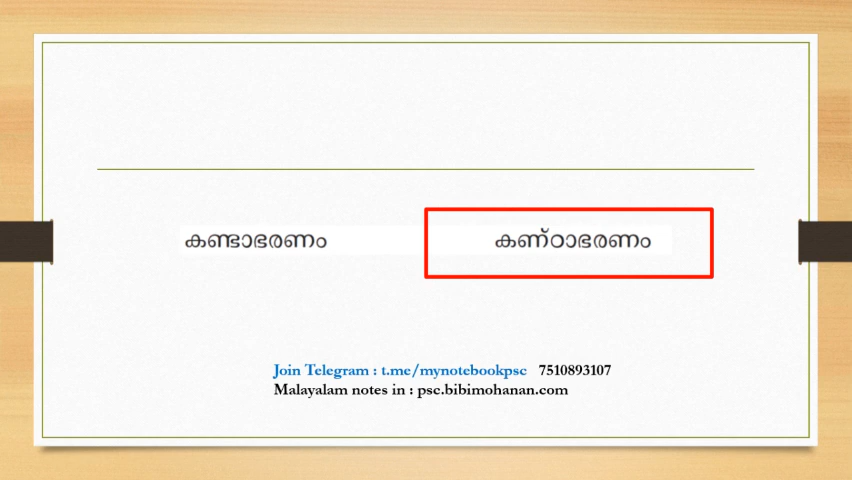 കണ്ടാഭരണം കണ്ഠാഭരണം
Join Telegram : t.me/mynotebookpsc 7510893107
Malayalam notes in : psc.bibimohanan.com